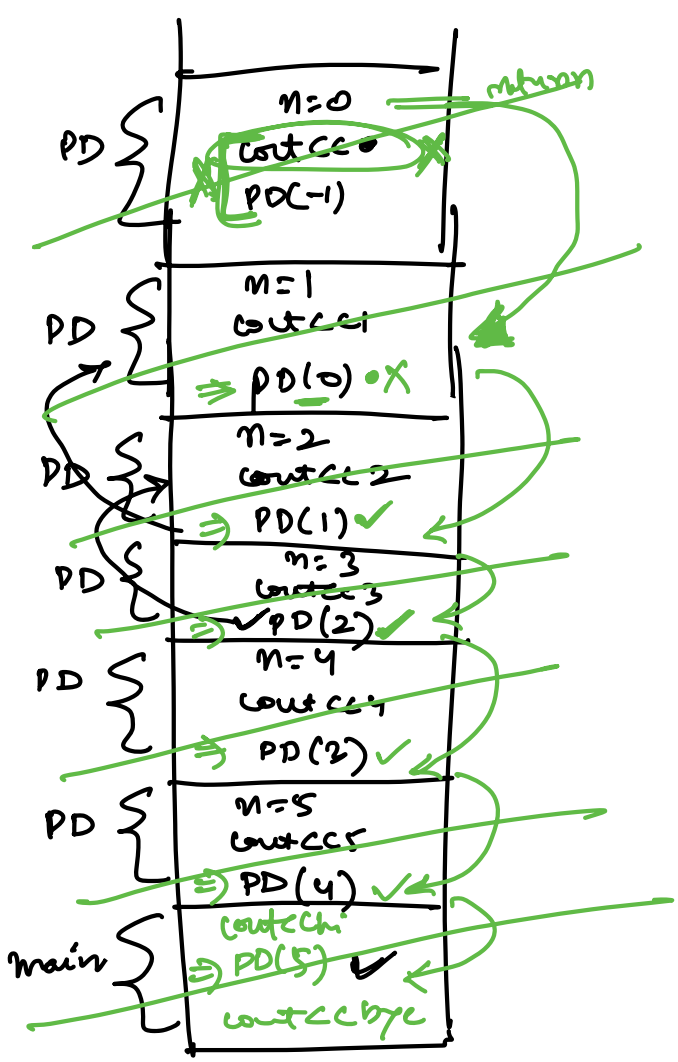 return
n=0
PD
cout<<0
PD(-1)
n=1
PD
cout<<1
⇒ PD(0) • X
n=2
PD
cout<<2
⇒ PD(1) ✓
n=3
PD
cout<<3
⇒ ✓ PD(2) ✓
n=4
PD
cout<<4
⇒ PD(3) ✓
n=5
PD
cout<<5
⇒ PD(4) ✓
cout<<hi
main
⇒ PD(5) ✓
cout<<bye